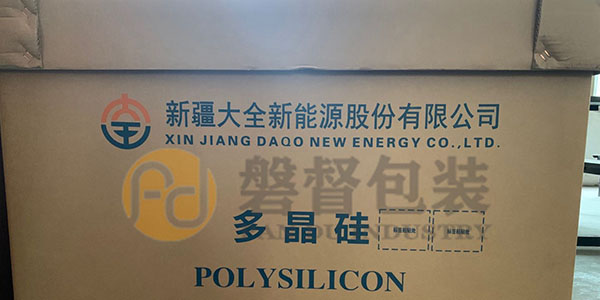 新疆大全新能源股份有限公司
XIN JIANG DAQO NEW ENERGY CO.,LTD.
磐督包装
多晶硅
POLYSILICON